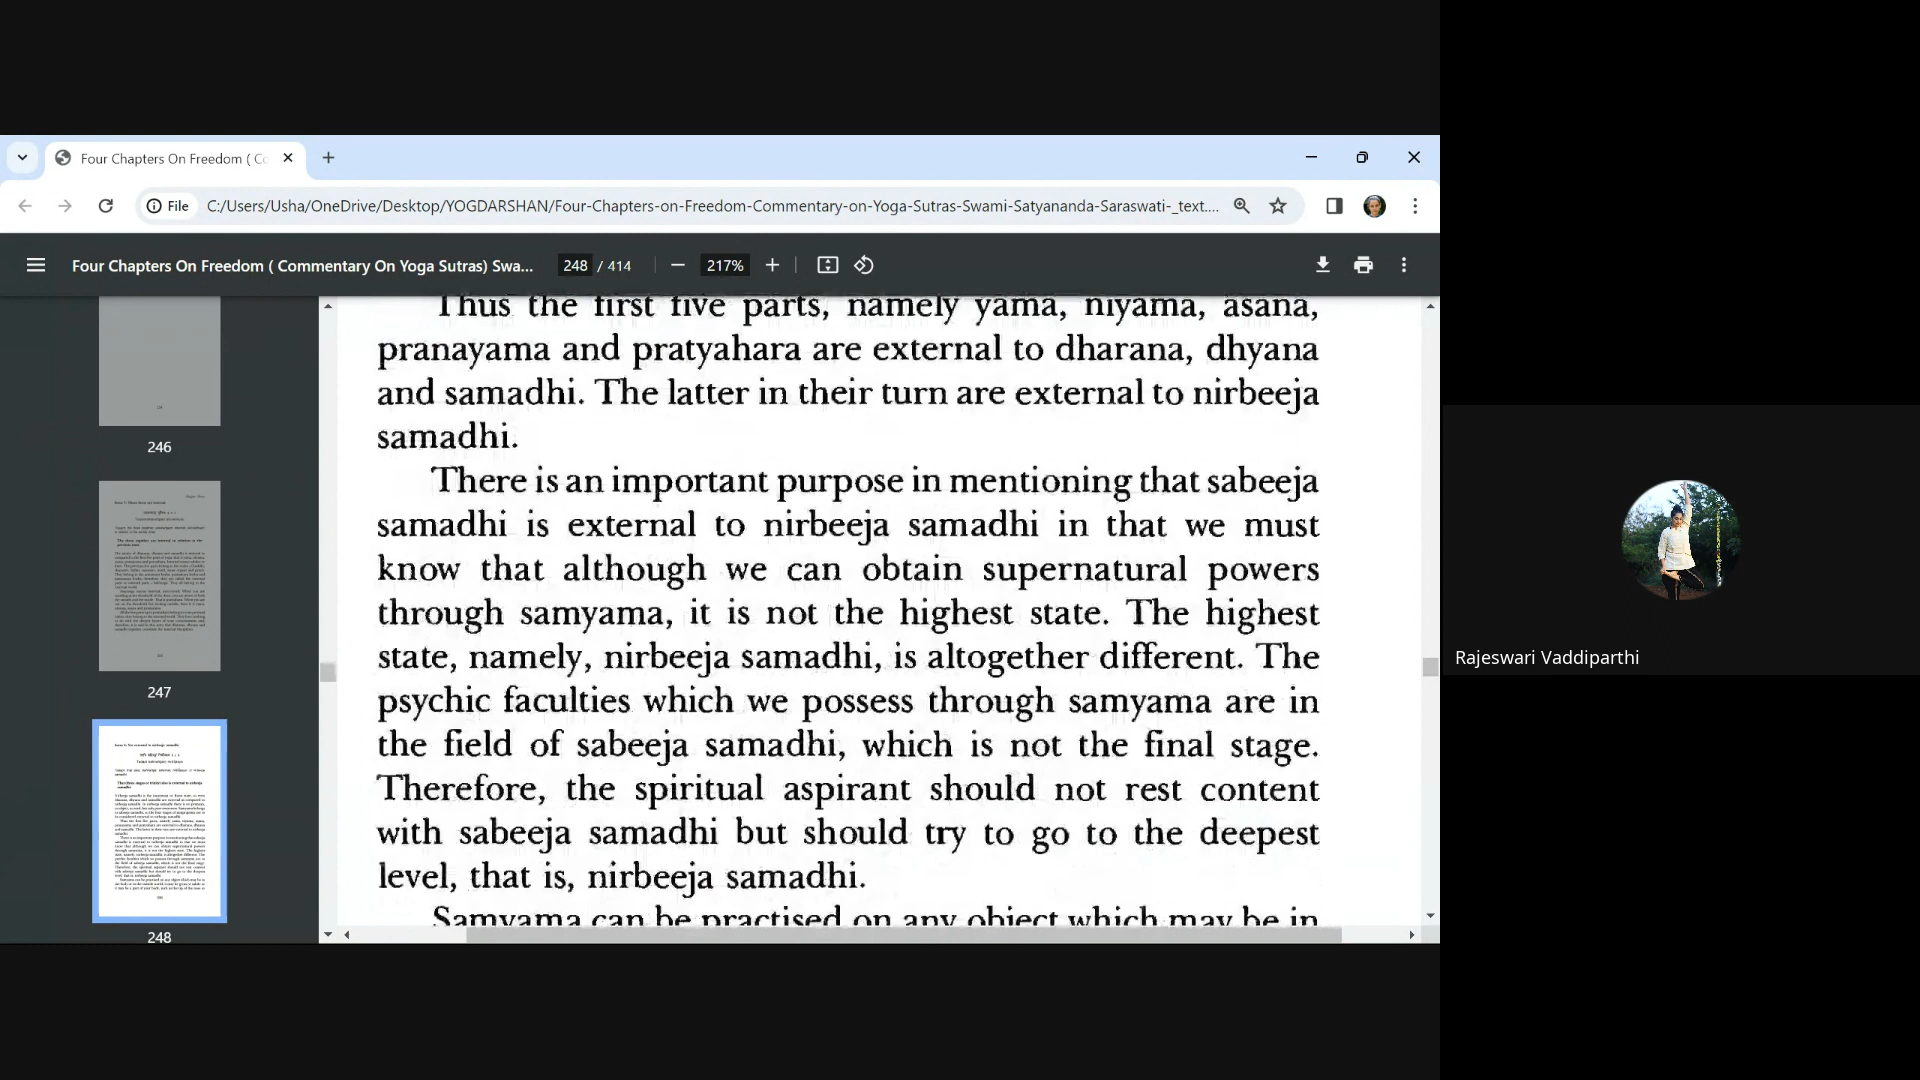 Four Chapters On Freedom ( Co
File
C:/Users/Usha/OneDrive/Desktop/YOGDARSHAN/Four-Chapters-on-Freedom-Commentary-on-Yoga-Sutras-Swami-Satyananda-Saraswati-_text....
Four Chapters On Freedom ( Commentary On Yoga Sutras) Swa...
248 / 414
217%
246
247
248
Thus the first five parts, namely yama, niyama, asana,
pranayama and pratyahara are external to dharana, dhyana
and samadhi. The latter in their turn are external to nirbeeja
samadhi.
There is an important purpose in mentioning that sabeeja
samadhi is external to nirbeeja samadhi in that we must
know that although we can obtain supernatural powers
through samyama, it is not the highest state. The highest
state, namely, nirbeeja samadhi, is altogether different. The
psychic faculties which we possess through samyama are in
the field of sabeeja samadhi, which is not the final stage.
Therefore, the spiritual aspirant should not rest content
with sabeeja samadhi but should try to go to the deepest
level, that is, nirbeeja samadhi.
Samyama can be practised on any object which may be in
Rajeswari Vaddiparthi